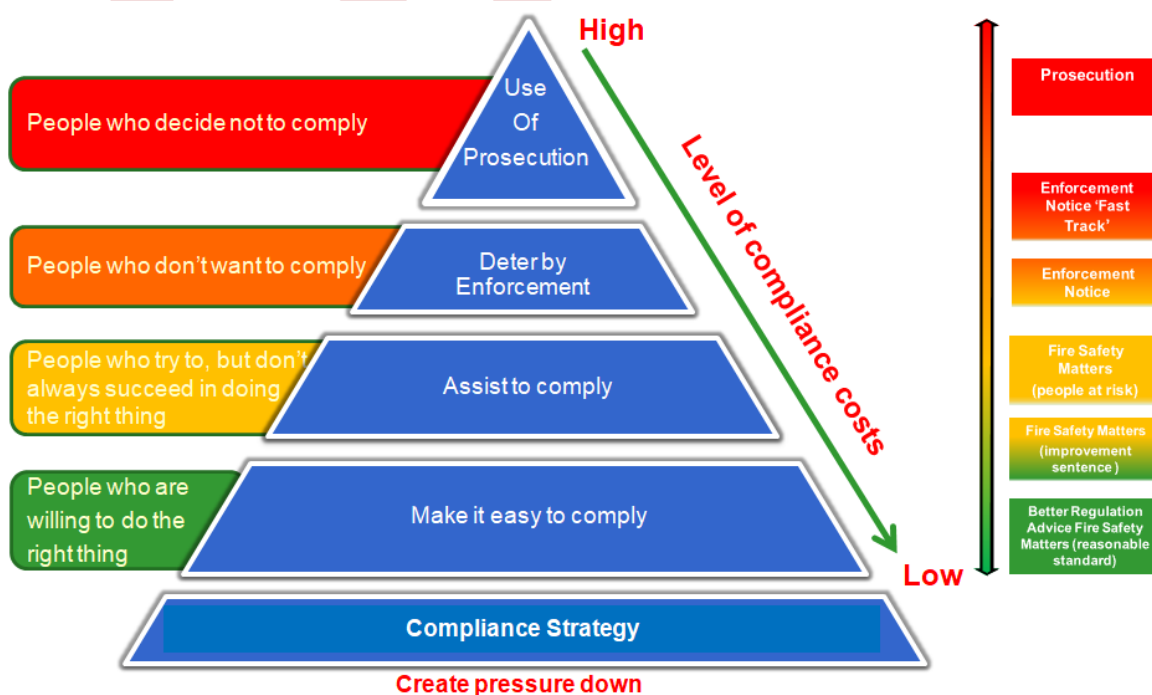 High
Use
Of
Prosecution
People who decide not to comply
Deter by
Enforcement
People who don't want to comply
Assist to comply
People who try to, but don't
always succeed in doing
the right thing
Make it easy to comply
People who are
willing to do the
right thing
Level of compliance costs
Low
Compliance Strategy
Create pressure down
Prosecution
Enforcement
Notice ‘Fast
Track’
Enforcement
Notice
Fire Safety
Matters
(people at risk)
Fire Safety Matters
(improvement
sentence )
Better Regulation
Advice Fire Safety
Matters (reasonable
standard)